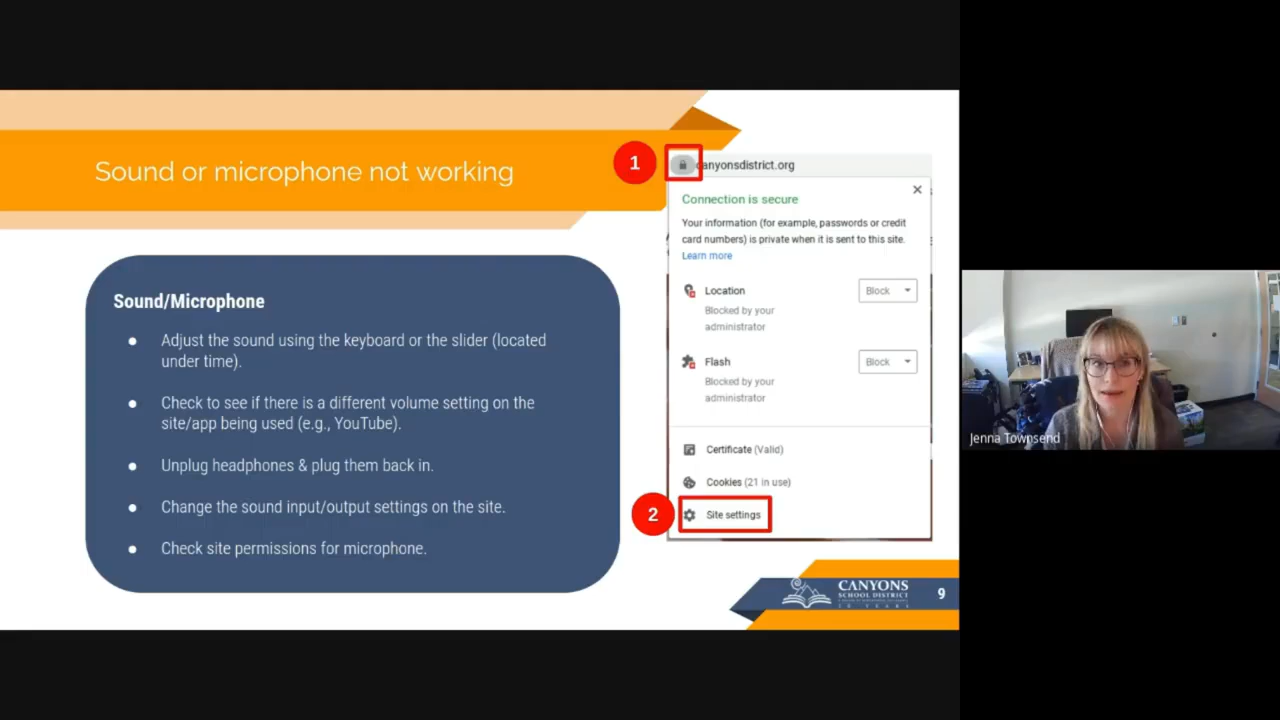 Sound or microphone not working
Sound/Microphone
● Adjust the sound using the keyboard or the slider (located
under time).
● Check to see if there is a different volume setting on the
site/app being used (e.g., YouTube).
● Unplug headphones & plug them back in.
● Change the sound input/output settings on the site.
● Check site permissions for microphone.
1
canyonsdistrict.org
Connection is secure
Your information (for example, passwords or credit
card numbers) is private when it is sent to this site.
Learn more
Location
Block
Blocked by your
administrator
Flash
Block
Blocked by your
administrator
Certificate (Valid)
Cookies (21 in use)
2
Site settings
CANYONS
SCHOOL DISTRICT
9
Jenna Townsend